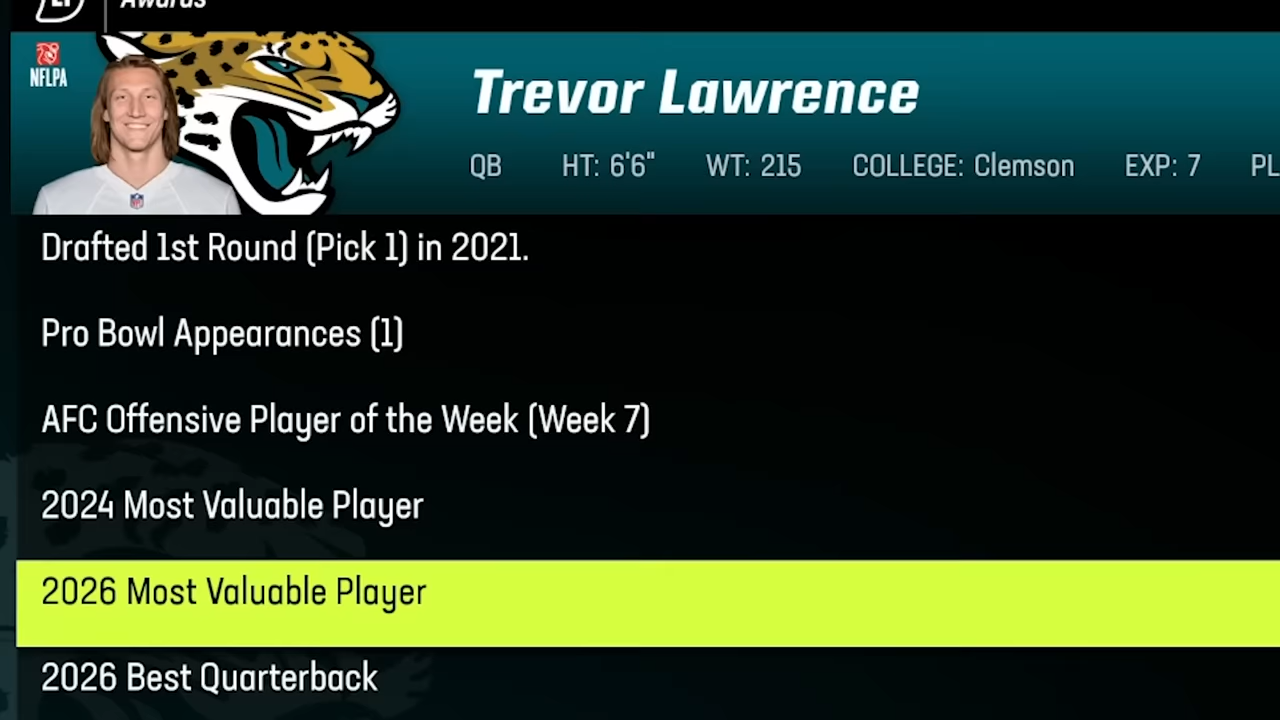 Awards
NFLPA
Trevor Lawrence
QB HT: 6'6" WT: 215 COLLEGE: Clemson EXP: 7 PL
Drafted 1st Round (Pick 1) in 2021.
Pro Bowl Appearances (1)
AFC Offensive Player of the Week (Week 7)
2024 Most Valuable Player
2026 Most Valuable Player
2026 Best Quarterback